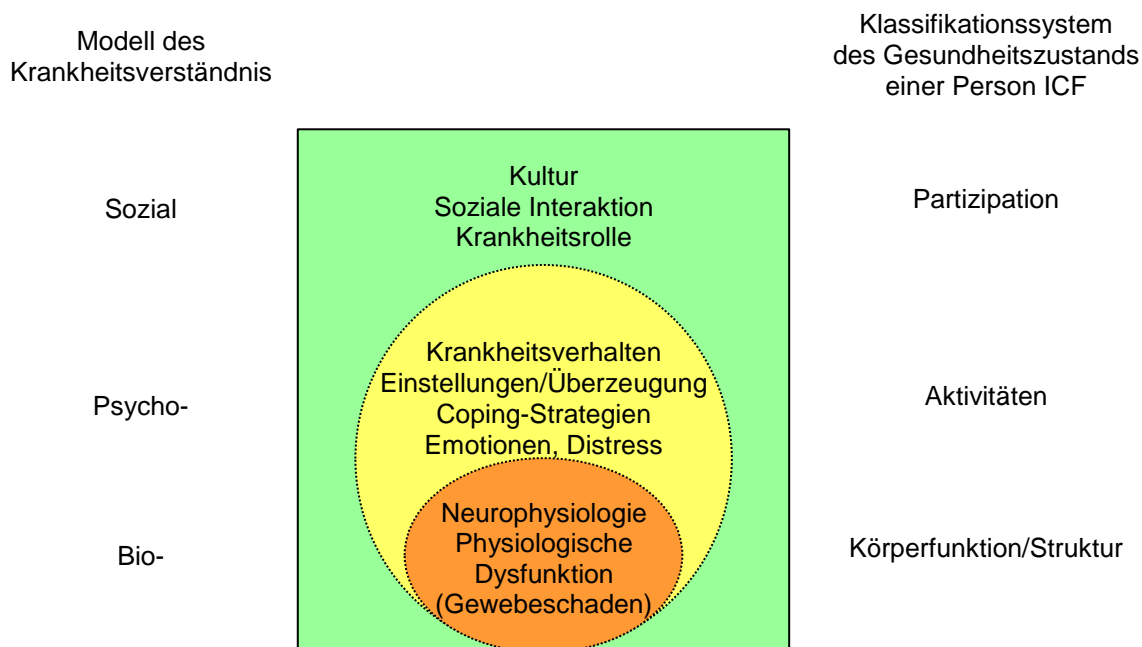 Modell des
Krankheitsverständnis
Klassifikationssystem
des Gesundheitszustands
einer Person ICF
Sozial
Kultur
Soziale Interaktion
Krankheitsrolle
Partizipation
Psycho-
Krankheitsverhalten
Einstellungen/Überzeugung
Coping-Strategien
Emotionen, Distress
Aktivitäten
Bio-
Neurophysiologie
Physiologische
Dysfunktion
(Gewebeschaden)
Körperfunktion/Struktur